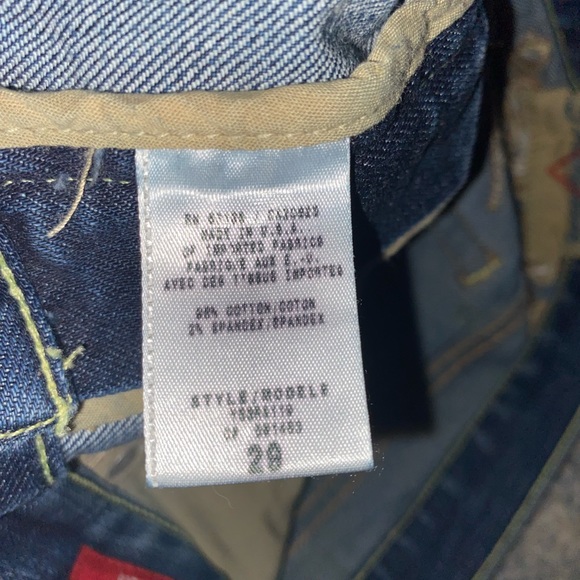 MADE IN U.S.A.
OF IMPORTED FABRICS
FABRIQUE AUX E.-U.
AVEC DES TISSUS IMPORTES
98% COTTON/COTON
2% SPANDEX/SPANDEX
STYLE/MODELE
29